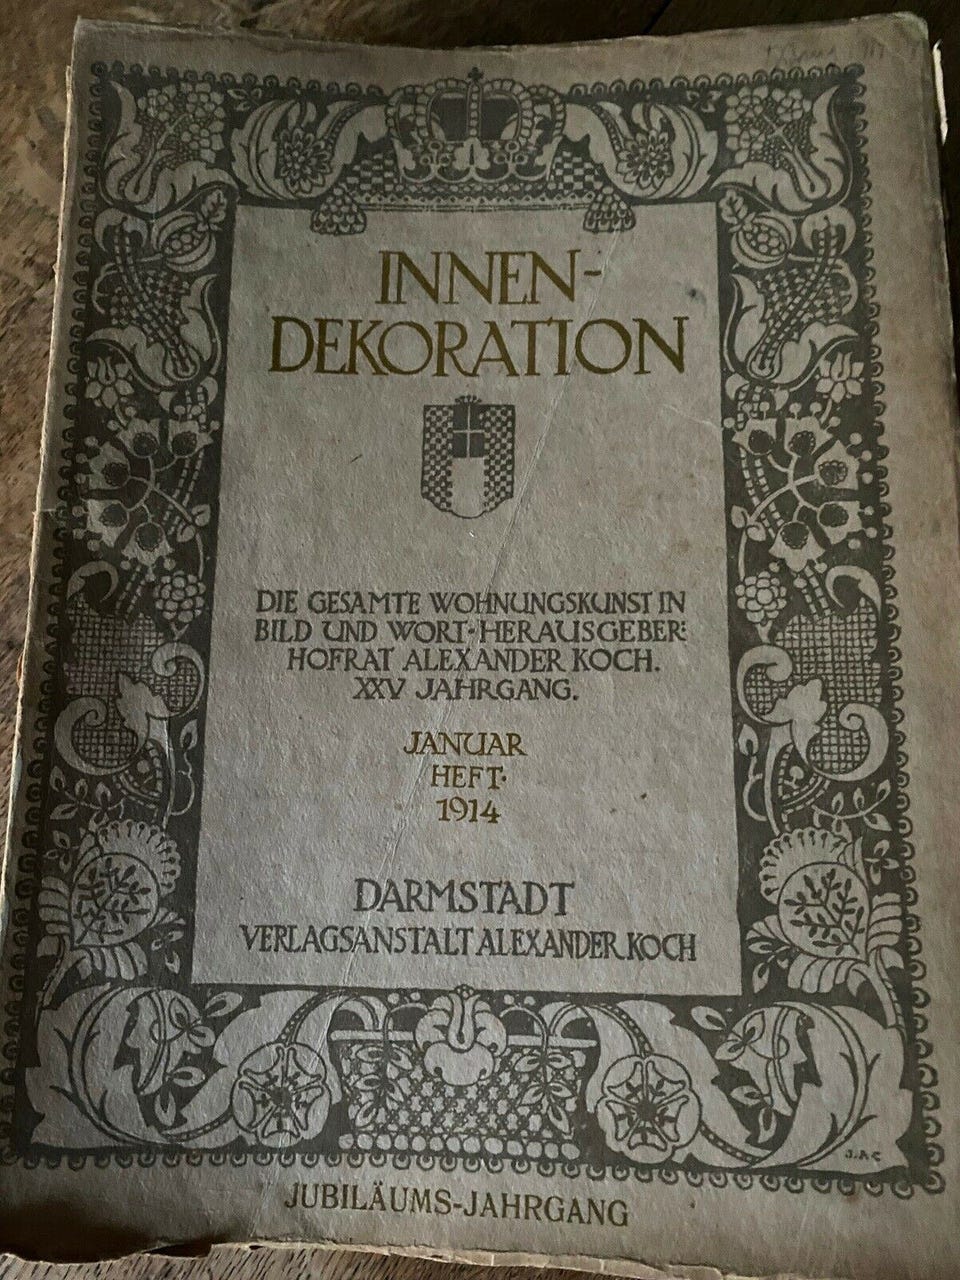 INNEN-
DEKORATION
DIE GESAMTE WOHNUNGSKUNST IN
BILD UND WORT-HERAUSGEBER:
HOFRAT ALEXANDER KOCH.
XXV JAHRGANG.
JANUAR
HEFT·
1914
DARMSTADT
VERLAGSANSTALT ALEXANDER KOCH
J.A.C
JUBILÄUMS-JAHRGANG